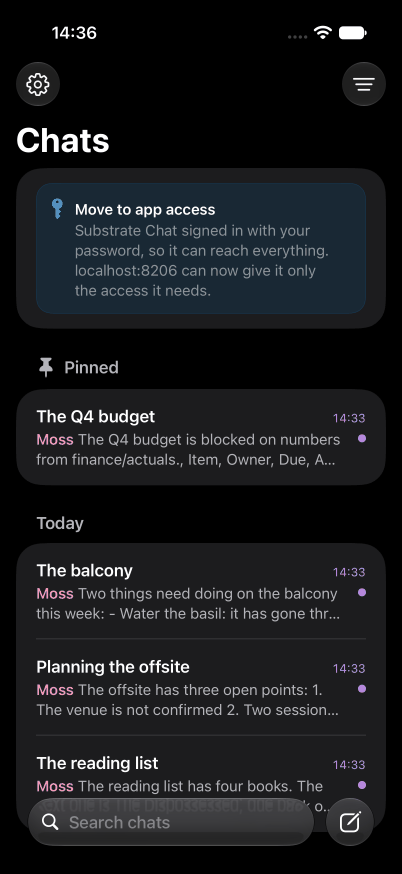 14:36
Chats
Move to app access
Substrate Chat signed in with your
password, so it can reach everything.
localhost:8206 can now give it only
the access it needs.
Pinned
The Q4 budget 14:33
Moss The Q4 budget is blocked on numbers
from finance/actuals., Item, Owner, Due, A...
Today
The balcony 14:33
Moss Two things need doing on the balcony
this week: - Water the basil: it has gone thr...
Planning the offsite 14:33
Moss The offsite has three open points: 1.
The venue is not confirmed 2. Two session...
The reading list 14:33
Moss The reading list has four books. The
Search chats